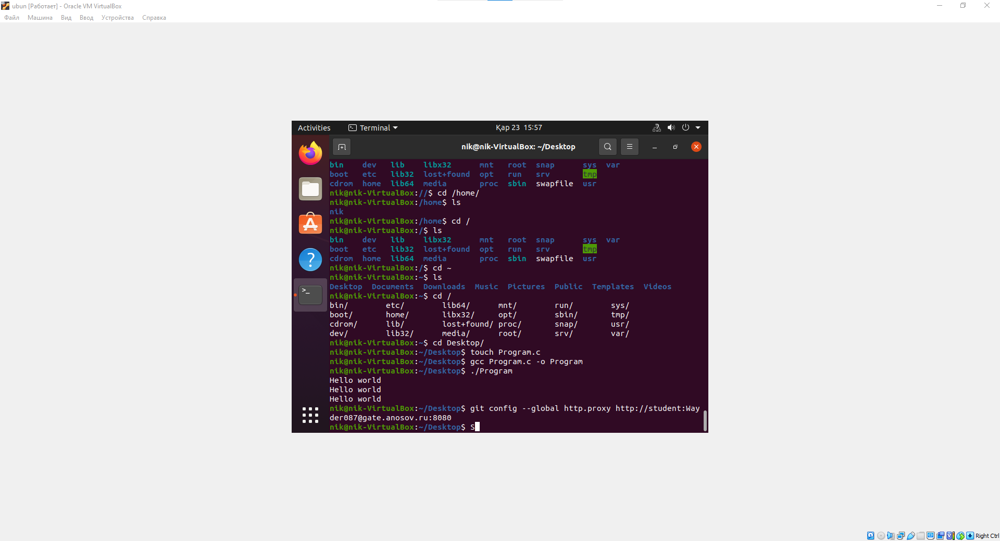 ubun [Работает] - Oracle VM VirtualBox
Файл Машина Вид Ввод Устройства Справка
Activities Terminal Қар 23 15:57
nik@nik-VirtualBox: ~/Desktop
bin dev lib libx32 mnt root snap sys var
boot etc lib32 lost+found opt run srv tmp
cdrom home lib64 media proc sbin swapfile usr
nik@nik-VirtualBox://$ cd /home/
nik@nik-VirtualBox:/home$ ls
nik
nik@nik-VirtualBox:/home$ cd /
nik@nik-VirtualBox:/$ ls
bin dev lib libx32 mnt root snap sys var
boot etc lib32 lost+found opt run srv tmp
cdrom home lib64 media proc sbin swapfile usr
nik@nik-VirtualBox:/$ cd ~
nik@nik-VirtualBox:~$ ls
Desktop Documents Downloads Music Pictures Public Templates Videos
nik@nik-VirtualBox:~$ cd /
bin/ etc/ lib64/ mnt/ run/ sys/
boot/ home/ libx32/ opt/ sbin/ tmp/
cdrom/ lib/ lost+found/ proc/ snap/ usr/
dev/ lib32/ media/ root/ srv/ var/
nik@nik-VirtualBox:~$ cd Desktop/
nik@nik-VirtualBox:~/Desktop$ touch Program.c
nik@nik-VirtualBox:~/Desktop$ gcc Program.c -o Program
nik@nik-VirtualBox:~/Desktop$ ./Program
Hello world
Hello world
Hello world
nik@nik-VirtualBox:~/Desktop$ git config --global http.proxy http://student:Way
der087@gate.anosov.ru:8080
nik@nik-VirtualBox:~/Desktop$ S
Right Ctrl